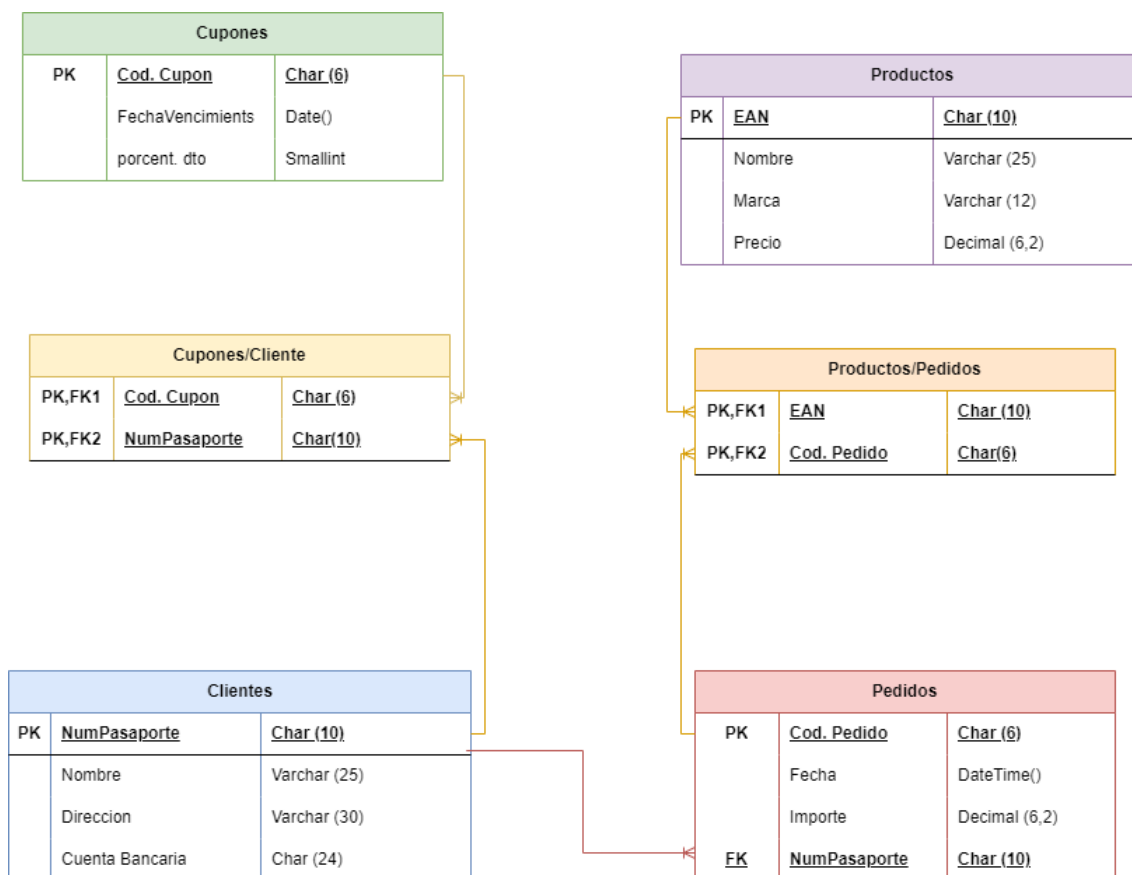 Cupones
PK Cod. Cupon Char (6)
FechaVencimients Date()
porcent. dto Smallint
Productos
PK EAN Char (10)
Nombre Varchar (25)
Marca Varchar (12)
Precio Decimal (6,2)
Cupones/Cliente
PK,FK1 Cod. Cupon Char (6)
PK,FK2 NumPasaporte Char(10)
Productos/Pedidos
PK,FK1 EAN Char (10)
PK,FK2 Cod. Pedido Char(6)
Clientes
PK NumPasaporte Char (10)
Nombre Varchar (25)
Direccion Varchar (30)
Cuenta Bancaria Char (24)
Pedidos
PK Cod. Pedido Char (6)
Fecha DateTime()
Importe Decimal (6,2)
FK NumPasaporte Char (10)